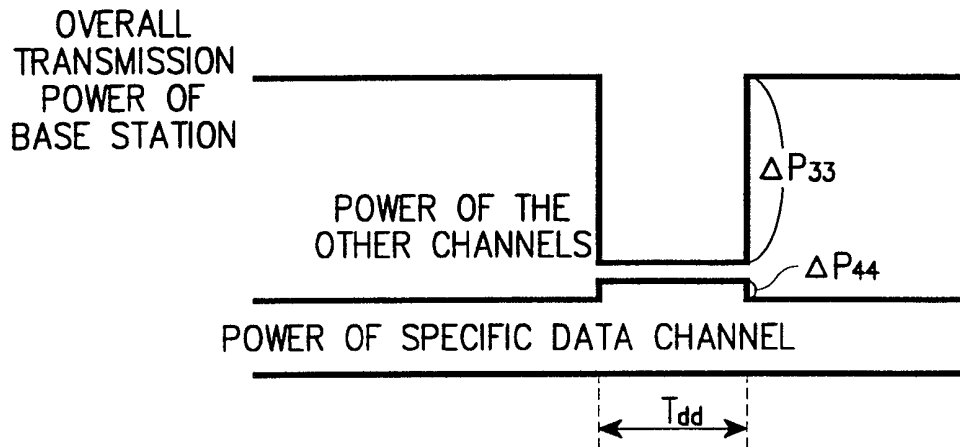 OVERALL
TRANSMISSION
POWER OF
BASE STATION
ΔP33
POWER OF THE
OTHER CHANNELS
ΔP44
POWER OF SPECIFIC DATA CHANNEL
Tdd